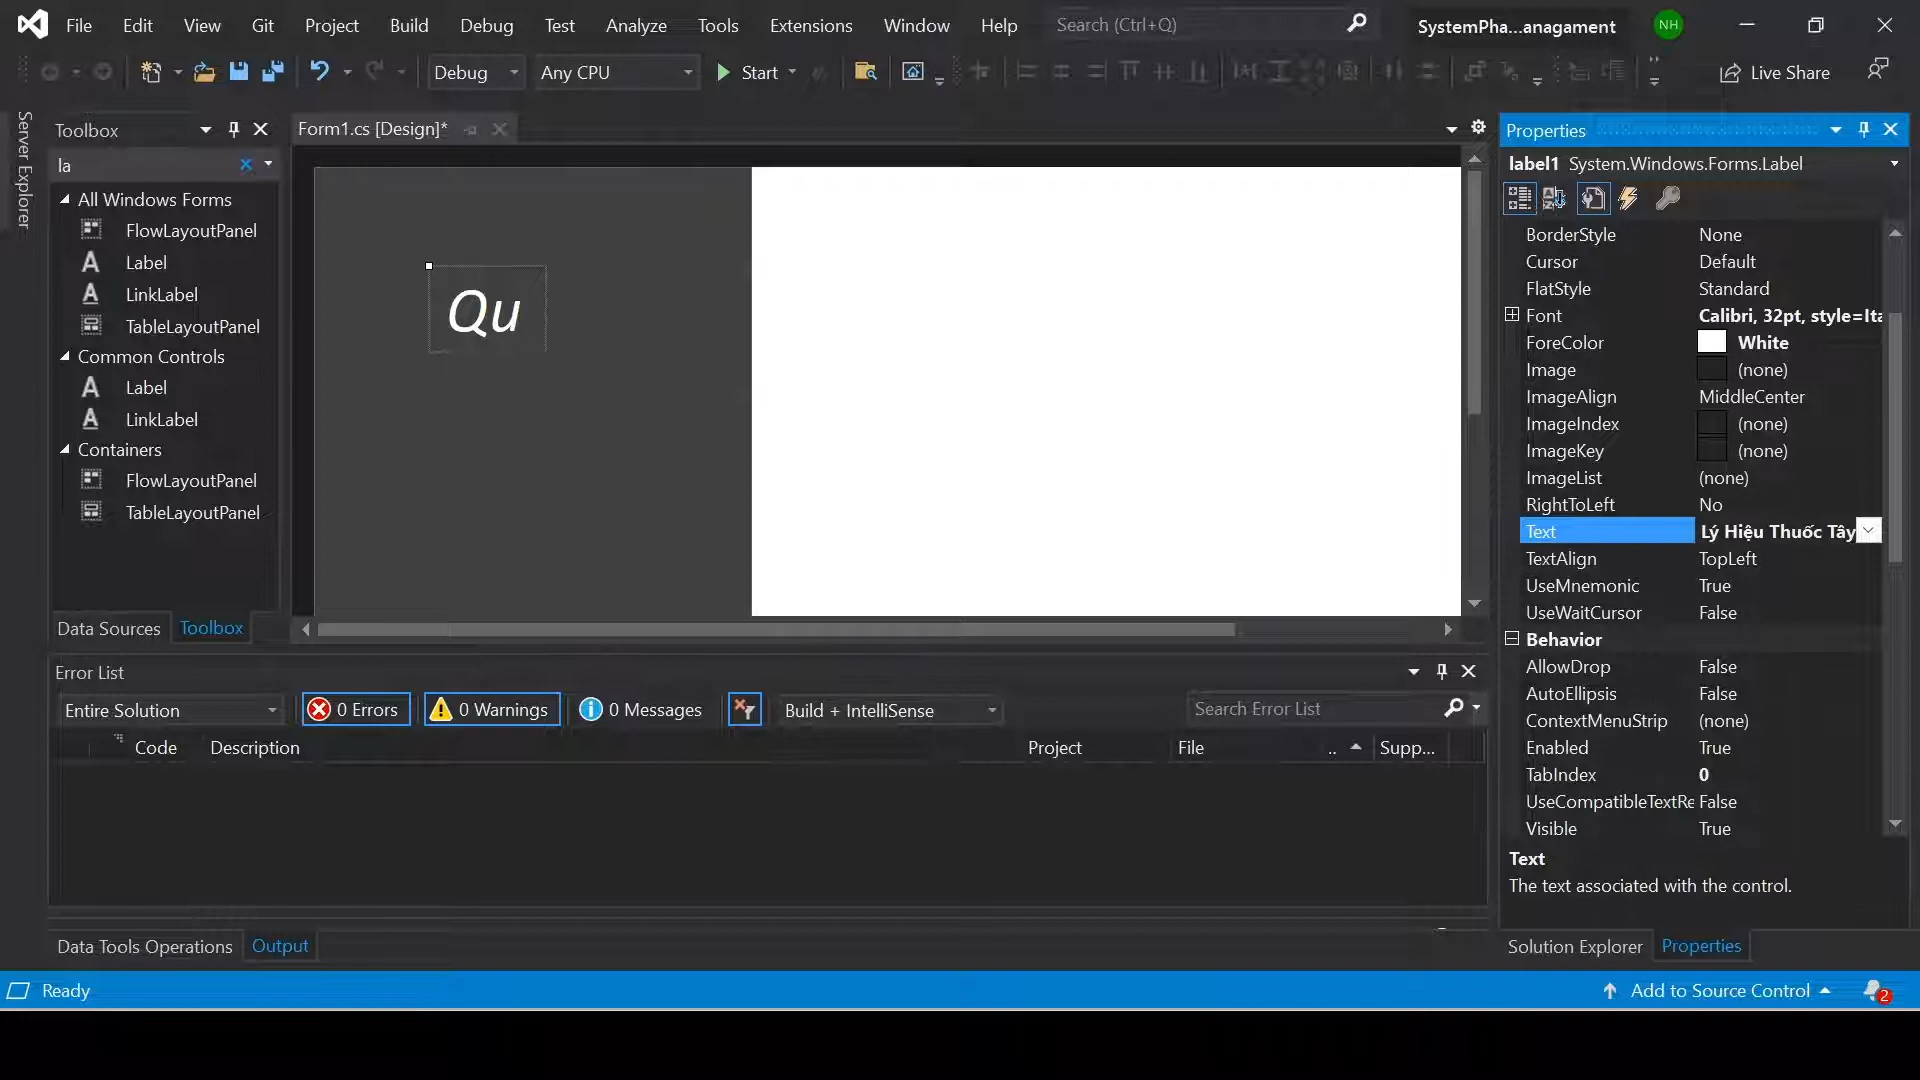 File Edit View Git Project Build Debug Test Analyze Tools Extensions Window Help Search (Ctrl+Q) SystemPha...anagament NH
Debug Any CPU Start Live Share
Server Explorer
Toolbox
la
All Windows Forms
FlowLayoutPanel
Label
LinkLabel
TableLayoutPanel
Common Controls
Label
LinkLabel
Containers
FlowLayoutPanel
TableLayoutPanel
Data Sources Toolbox
Form1.cs [Design]*
Qu
Properties
label1 System.Windows.Forms.Label
BorderStyle None
Cursor Default
FlatStyle Standard
Font Calibri, 32pt, style=Ita
ForeColor White
Image (none)
ImageAlign MiddleCenter
ImageIndex (none)
ImageKey (none)
ImageList (none)
RightToLeft No
Text Lý Hiệu Thuốc Tây
TextAlign TopLeft
UseMnemonic True
UseWaitCursor False
Behavior
AllowDrop False
AutoEllipsis False
ContextMenuStrip (none)
Enabled True
TabIndex 0
UseCompatibleTextRe False
Visible True
Text
The text associated with the control.
Solution Explorer Properties
Error List
Entire Solution 0 Errors 0 Warnings 0 Messages Build + IntelliSense Search Error List
Code Description Project File .. Supp...
Data Tools Operations Output
Ready Add to Source Control 2